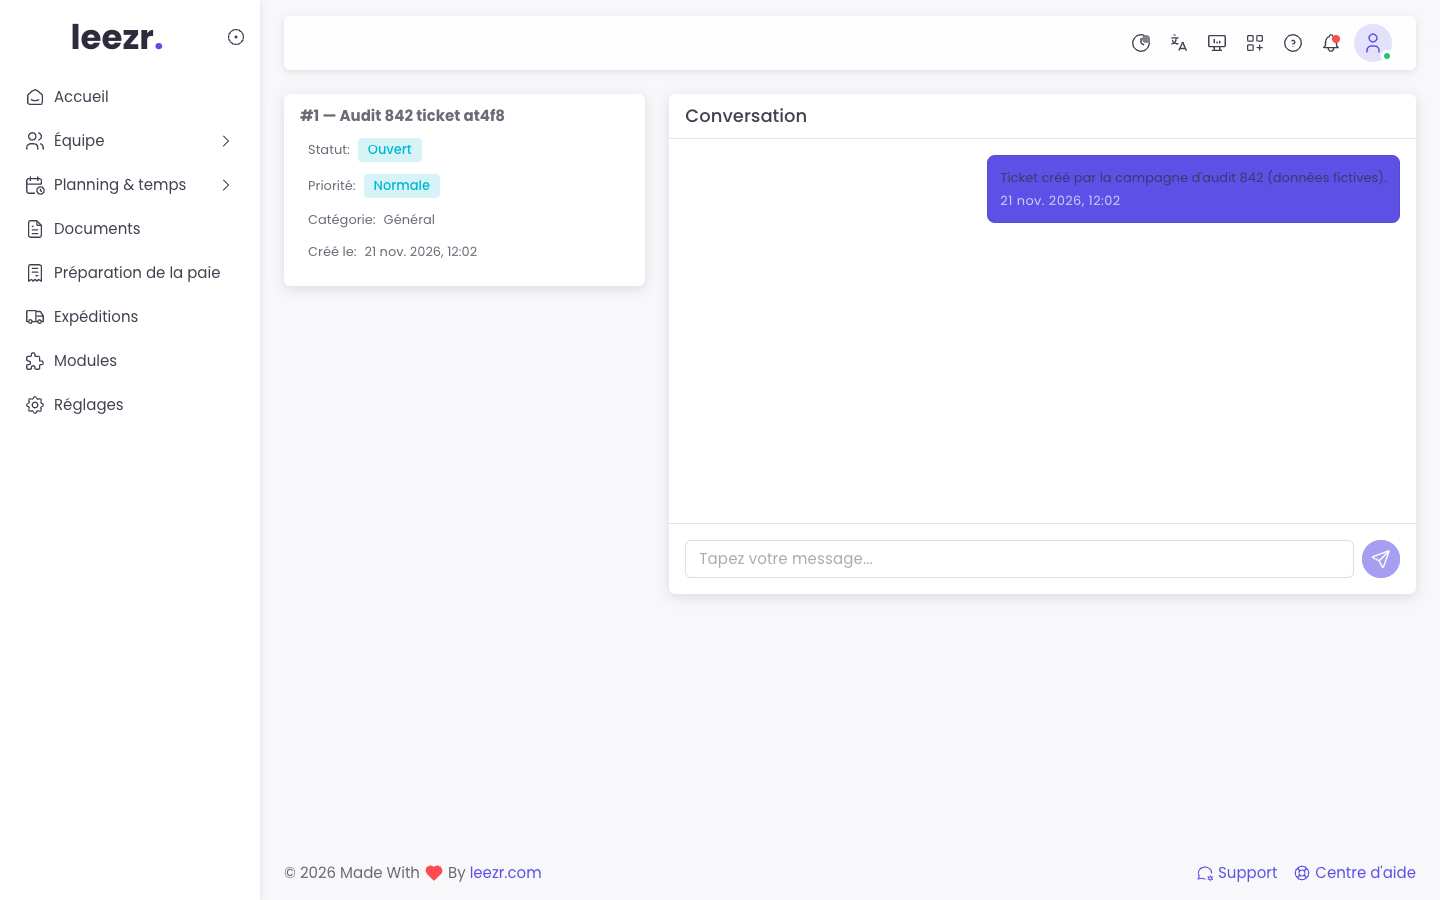 leezr.
Accueil
Équipe
Planning & temps
Documents
Préparation de la paie
Expéditions
Modules
Réglages
#1 — Audit 842 ticket at4f8
Statut: Ouvert
Priorité: Normale
Catégorie: Général
Créé le: 21 nov. 2026, 12:02
Conversation
Ticket créé par la campagne d'audit 842 (données fictives).
21 nov. 2026, 12:02
Tapez votre message...
© 2026 Made With By leezr.com
Support
Centre d'aide